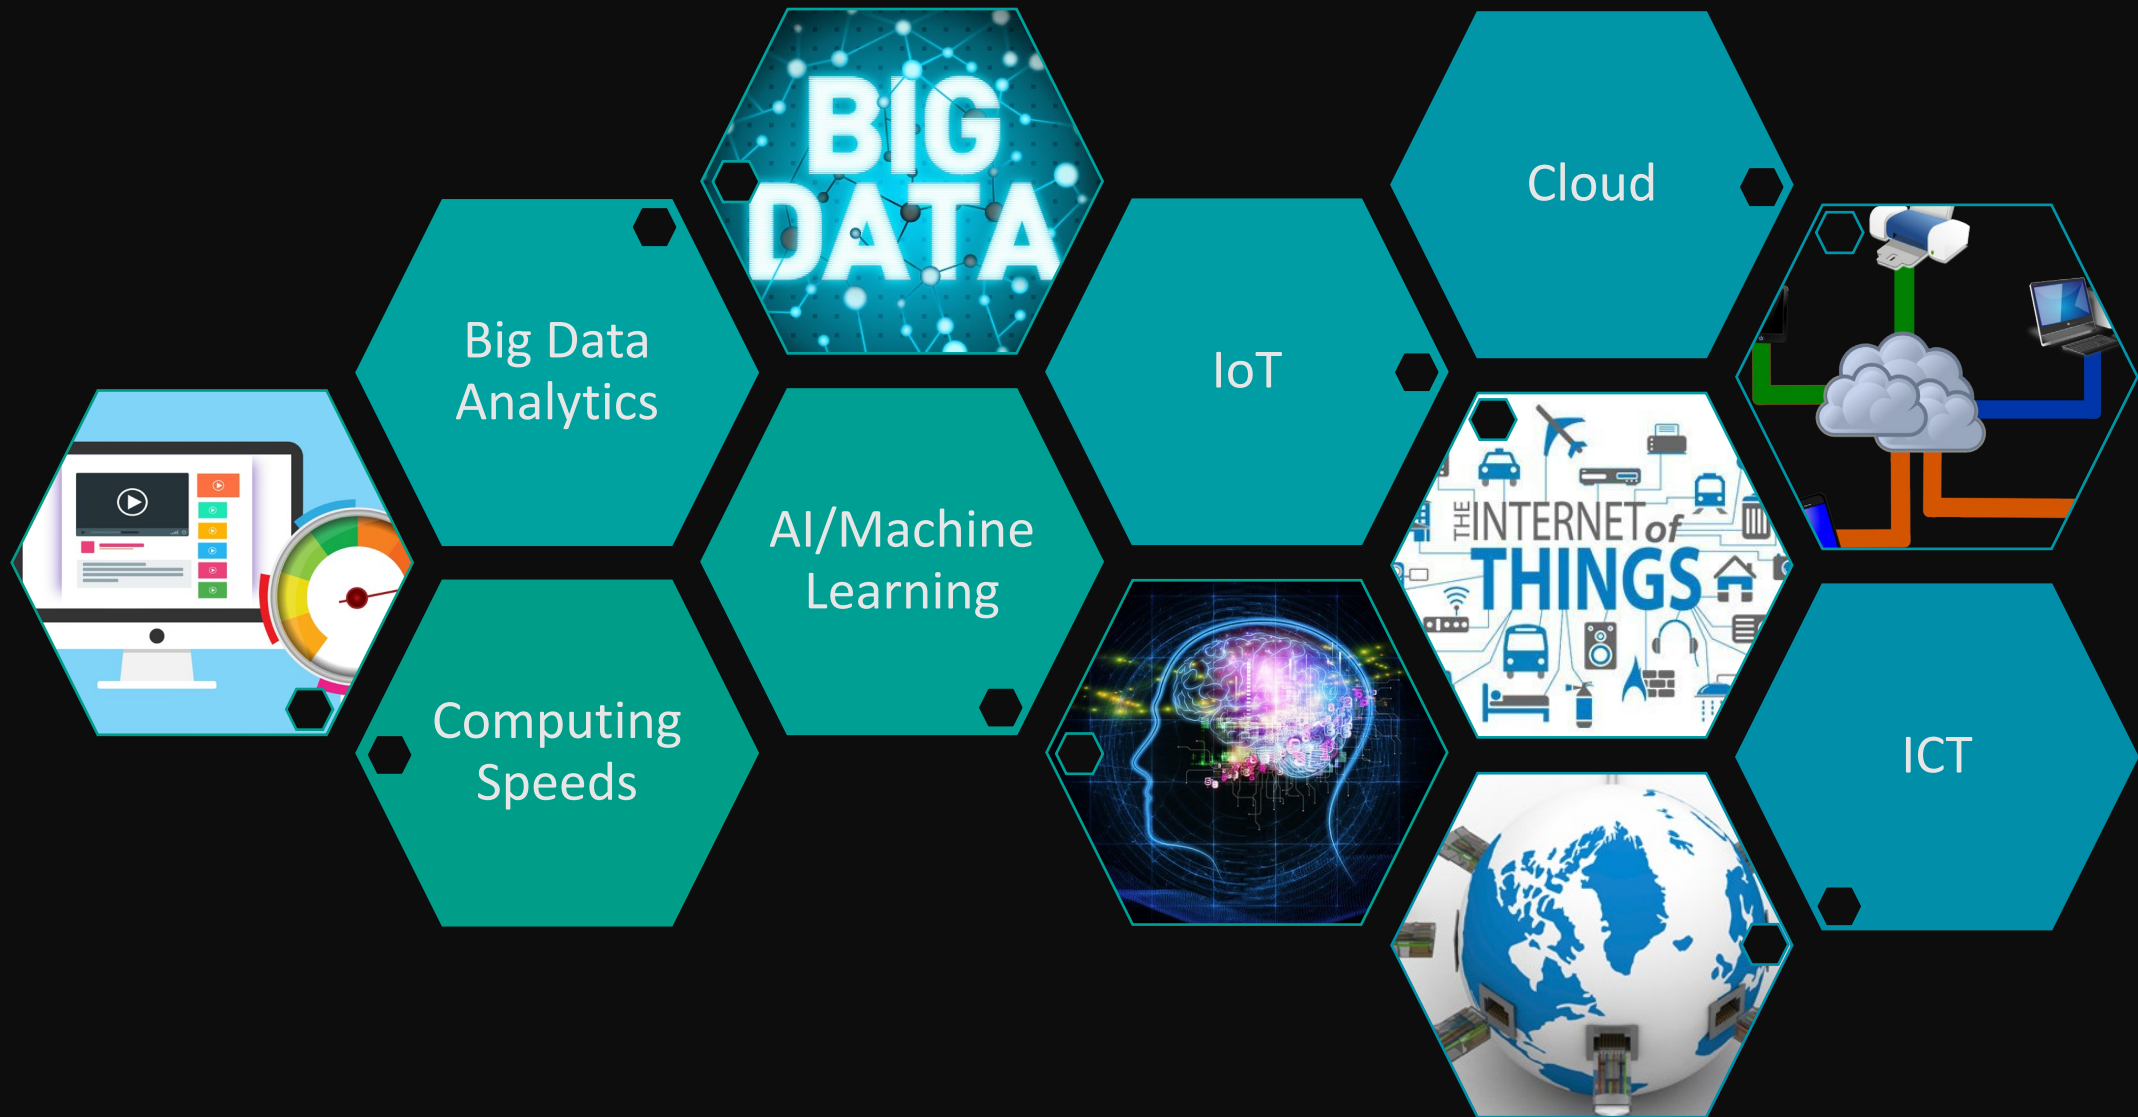 BIG
DATA
Cloud
Big Data
Analytics
IoT
AI/Machine
Learning
THE
INTERNET of
THINGS
Computing
Speeds
ICT